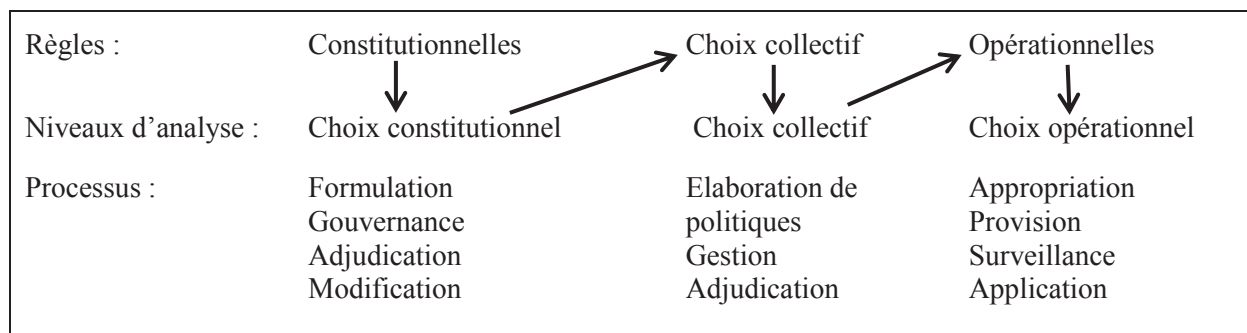 Règles : Constitutionnelles Choix collectif Opérationnelles
Niveaux d’analyse : Choix constitutionnel Choix collectif Choix opérationnel
Processus : Formulation Elaboration de Appropriation
Gouvernance politiques Provision
Adjudication Gestion Surveillance
Modification Adjudication Application